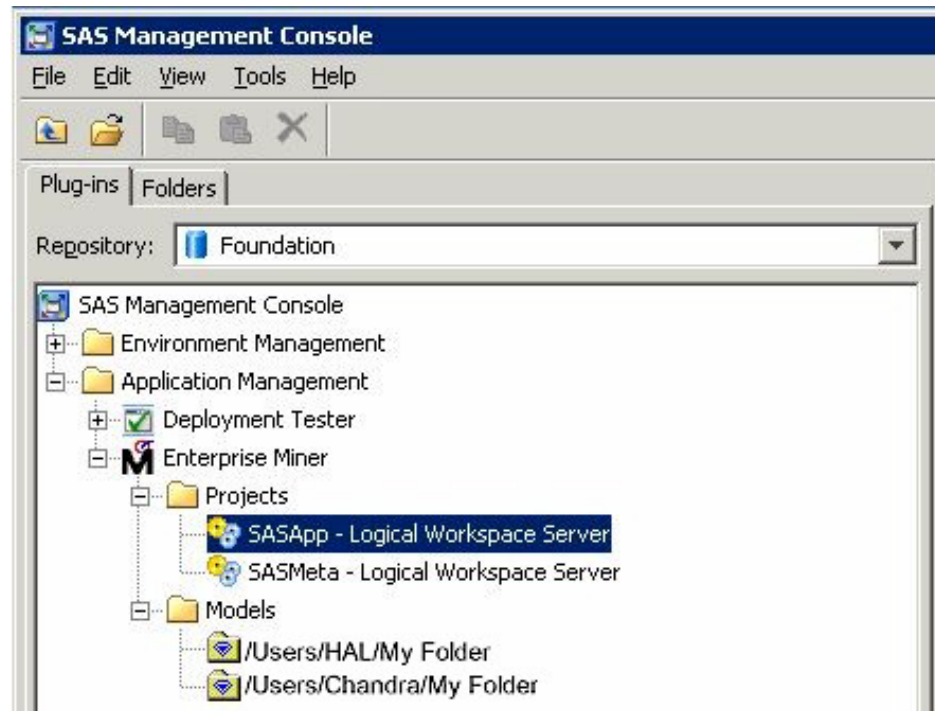 SAS Management Console
File Edit View Tools Help
Plug-ins Folders
Repository: Foundation
SAS Management Console
Environment Management
Application Management
Deployment Tester
Enterprise Miner
Projects
SASApp - Logical Workspace Server
SASMeta - Logical Workspace Server
Models
/Users/HAL/My Folder
/Users/Chandra/My Folder